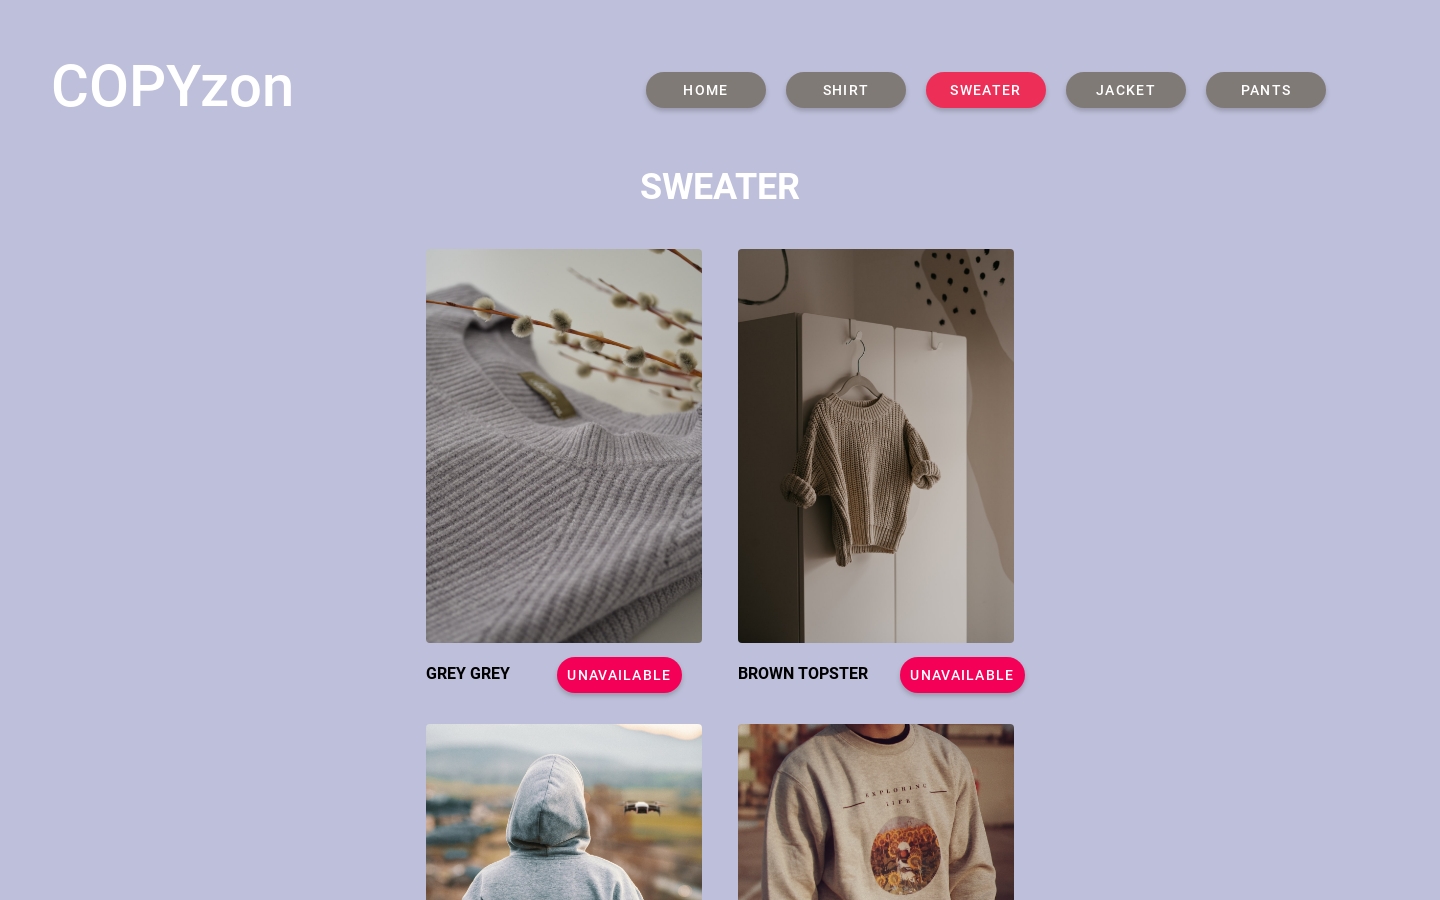 COPYzon
HOME
SHIRT
SWEATER
JACKET
PANTS
SWEATER
GREY GREY
UNAVAILABLE
BROWN TOPSTER
UNAVAILABLE
EXPLORING
LIFE